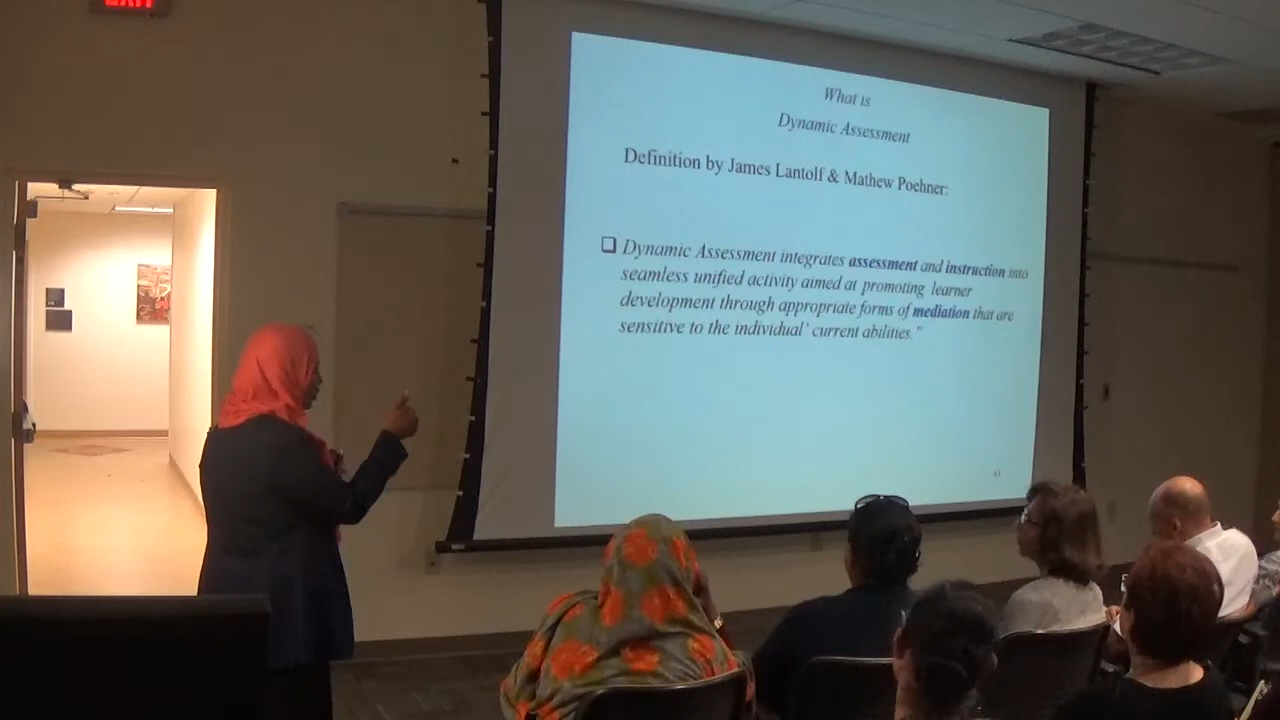 EXIT
What is
Dynamic Assessment
Definition by James Lantolf & Mathew Poehner:
Dynamic Assessment integrates assessment and instruction into
seamless unified activity aimed at promoting learner
development through appropriate forms of mediation that are
sensitive to the individual' current abilities."